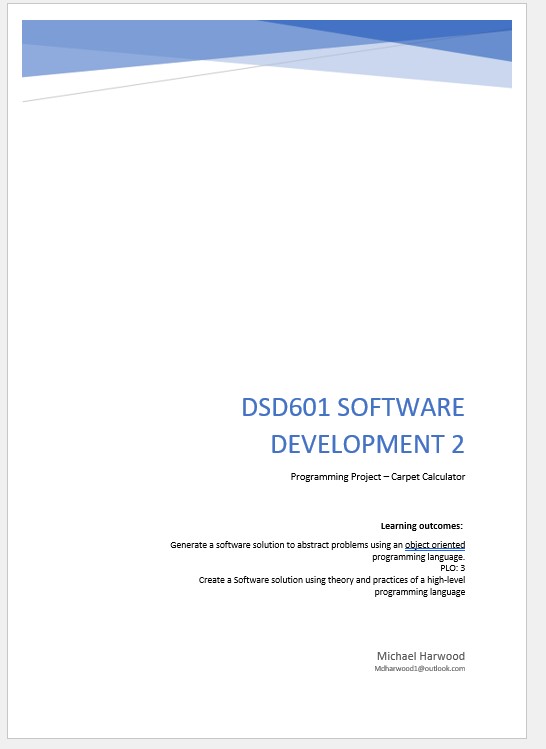 DSD601 SOFTWARE
DEVELOPMENT 2
Programming Project – Carpet Calculator
Learning outcomes:
Generate a software solution to abstract problems using an object oriented
programming language.
PLO: 3
Create a Software solution using theory and practices of a high-level
programming language
Michael Harwood
Mdharwood1@outlook.com